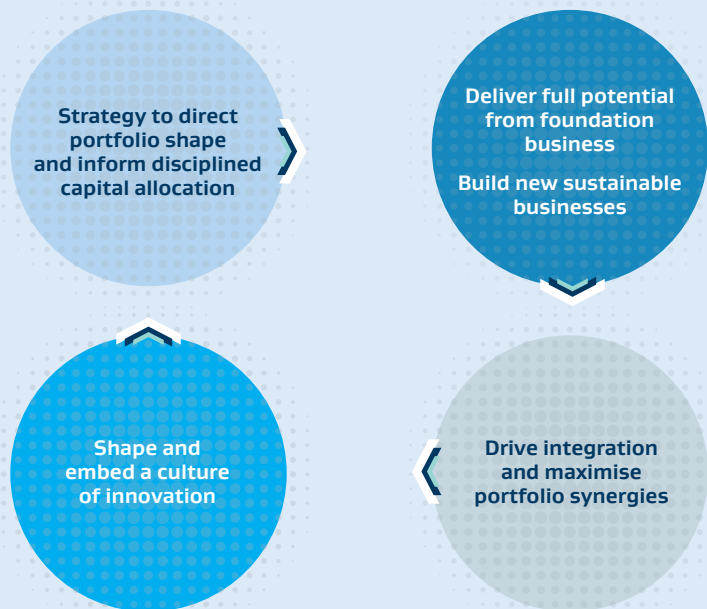 Strategy to direct
portfolio shape
and inform disciplined
capital allocation
Deliver full potential
from foundation
business
Build new sustainable
businesses
Shape and
embed a culture
of innovation
Drive integration
and maximise
portfolio synergies